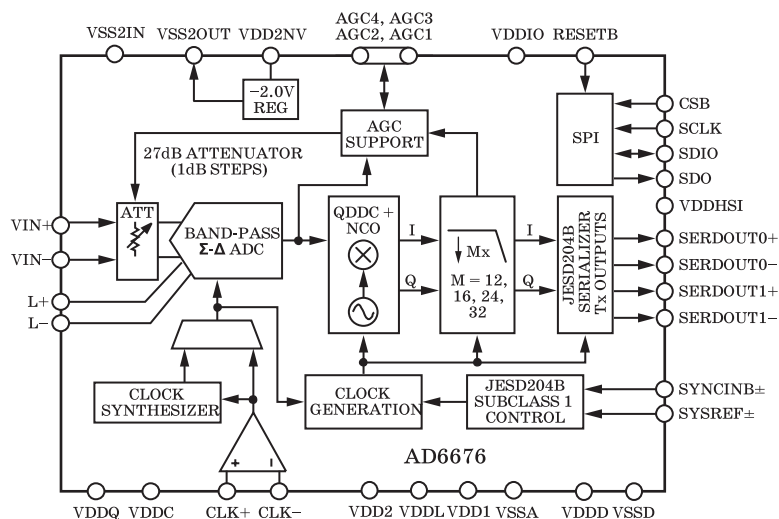 AGC4, AGC3
AGC2, AGC1
VSS2IN
VSS2OUT
VDD2NV
VDDIO
RESETB
−2.0V
REG
AGC
SUPPORT
SPI
CSB
SCLK
SDIO
SDO
27dB ATTENUATOR
(1dB STEPS)
VDDHSI
VIN+
VIN−
L+
L−
ATT
BAND-PASS
Σ-Δ ADC
QDDC +
NCO
I
Q
Mx
M = 12,
16, 24,
32
I
Q
JESD204B
SERIALIZER
Tx OUTPUTS
SERDOUT0+
SERDOUT0−
SERDOUT1+
SERDOUT1−
CLOCK
SYNTHESIZER
CLOCK
GENERATION
JESD204B
SUBCLASS 1
CONTROL
SYNCINB±
SYSREF±
+
−
AD6676
VDDQ
VDDC
CLK+
CLK−
VDD2
VDDL
VDD1
VSSA
VDDD
VSSD